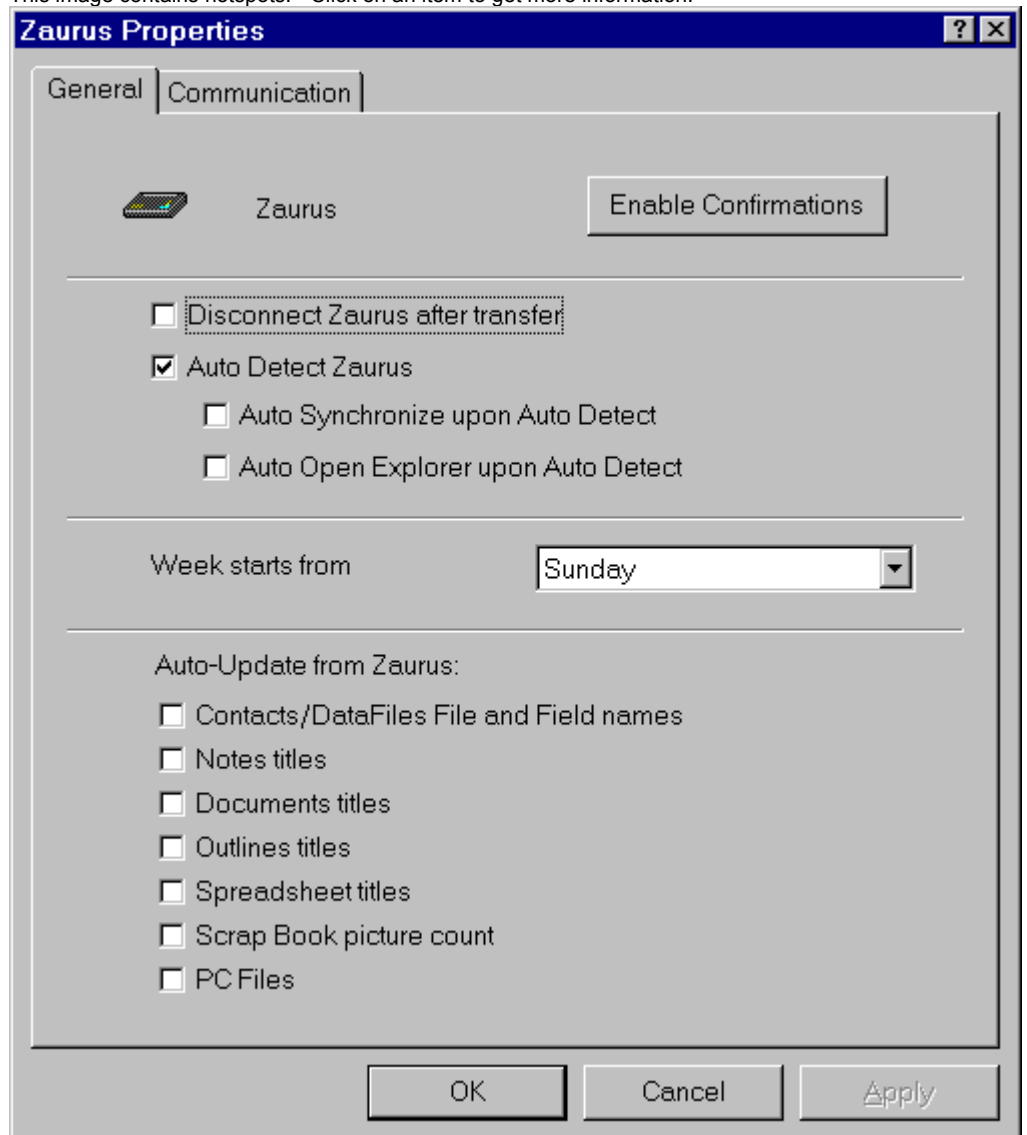 This image contains hotspots. Click on an item to get more information.
Zaurus Properties
General Communication
Zaurus Enable Confirmations
Disconnect Zaurus after transfer
Auto Detect Zaurus
Auto Synchronize upon Auto Detect
Auto Open Explorer upon Auto Detect
Week starts from Sunday
Auto-Update from Zaurus:
Contacts/DataFiles File and Field names
Notes titles
Documents titles
Outlines titles
Spreadsheet titles
Scrap Book picture count
PC Files
OK Cancel Apply